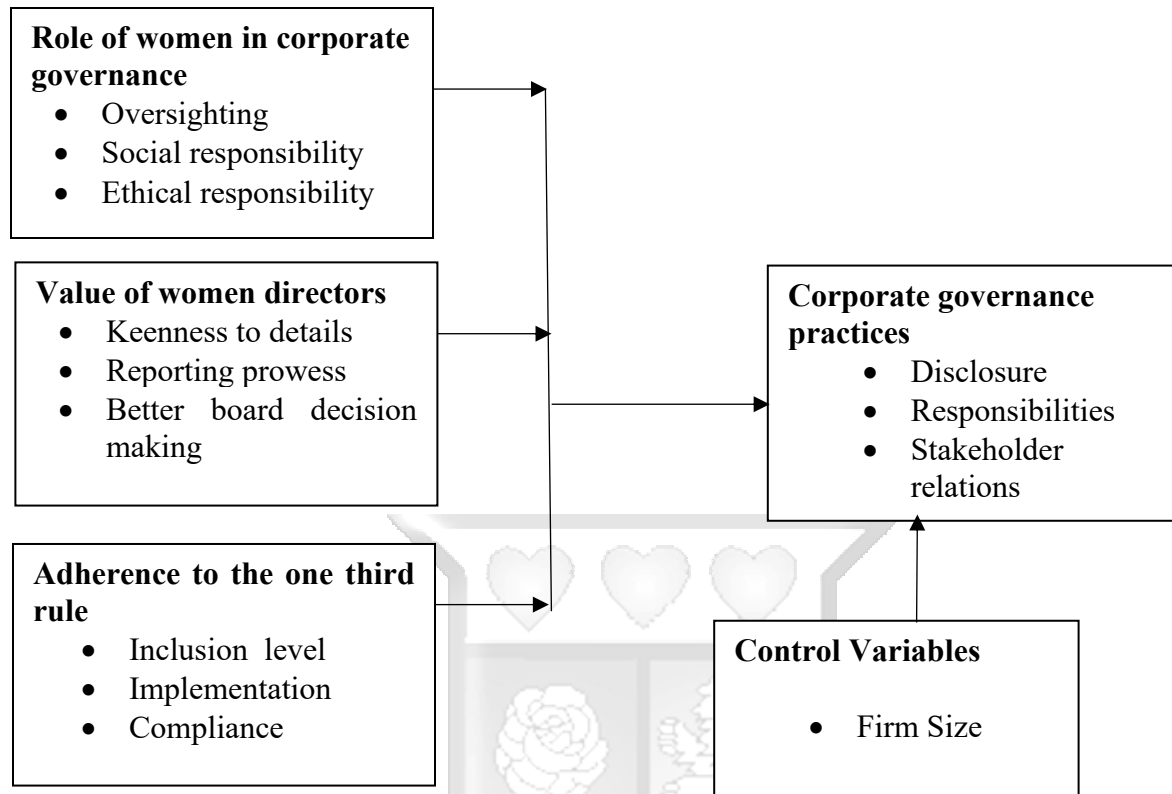 Role of women in corporate
governance
• Oversighting
• Social responsibility
• Ethical responsibility
Value of women directors
• Keenness to details
• Reporting prowess
• Better board decision
making
Adherence to the one third
rule
• Inclusion level
• Implementation
• Compliance
Corporate governance
practices
• Disclosure
• Responsibilities
• Stakeholder
relations
Control Variables
• Firm Size